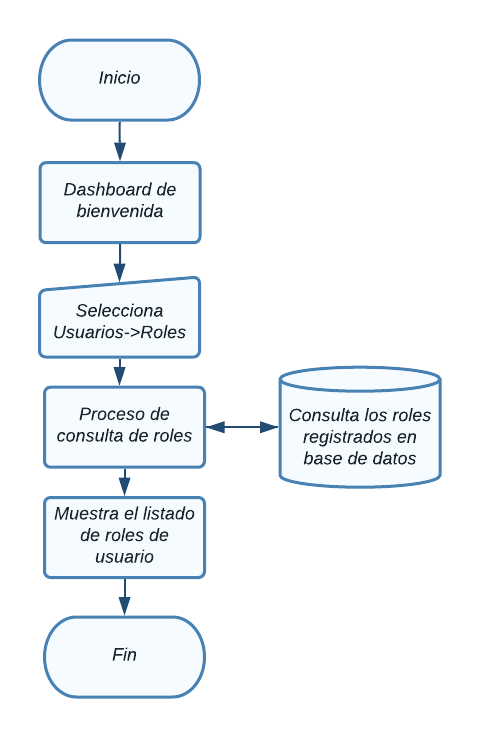 Inicio
Dashboard de
bienvenida
Selecciona
Usuarios->Roles
Proceso de
consulta de roles
Consulta los roles
registrados en
base de datos
Muestra el listado
de roles de
usuario
Fin